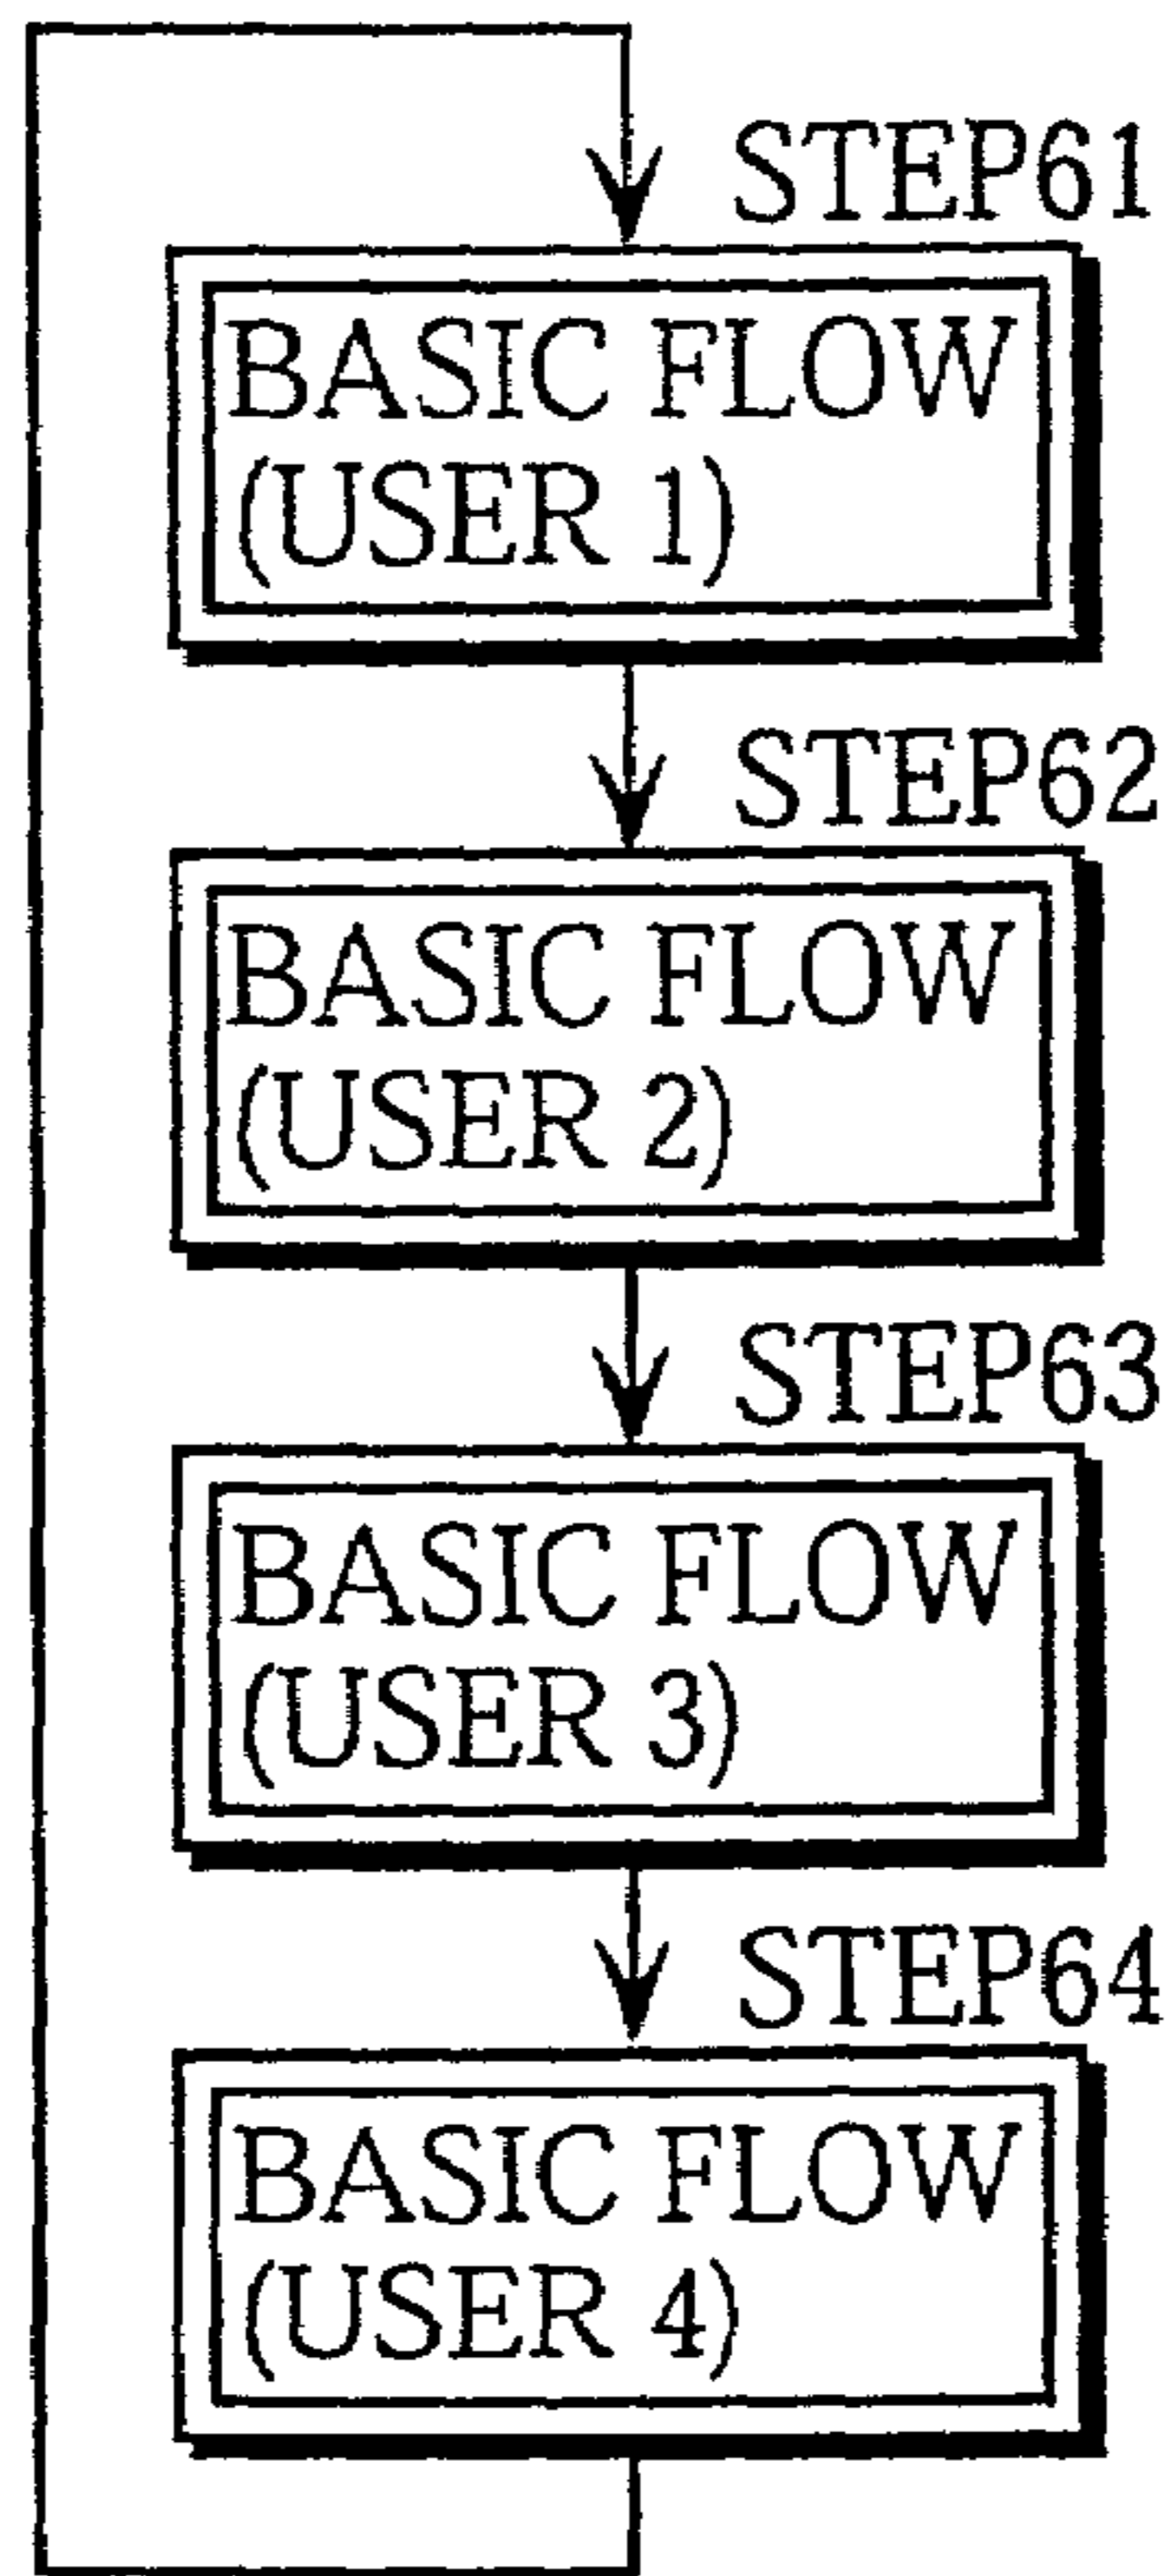 STEP61
BASIC FLOW
(USER 1)
STEP62
BASIC FLOW
(USER 2)
STEP63
BASIC FLOW
(USER 3)
STEP64
BASIC FLOW
(USER 4)